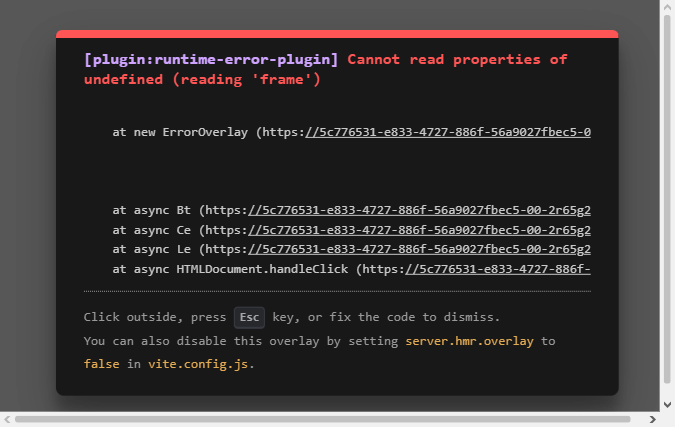 [plugin:runtime-error-plugin] Cannot read properties of
undefined (reading 'frame')
at new ErrorOverlay (https://5c776531-e833-4727-886f-56a9027fbec5-0
at async Bt (https://5c776531-e833-4727-886f-56a9027fbec5-00-2r65g2
at async Ce (https://5c776531-e833-4727-886f-56a9027fbec5-00-2r65g2
at async Le (https://5c776531-e833-4727-886f-56a9027fbec5-00-2r65g2
at async HTMLDocument.handleClick (https://5c776531-e833-4727-886f-
Click outside, press Esc key, or fix the code to dismiss.
You can also disable this overlay by setting server.hmr.overlay to
false in vite.config.js.